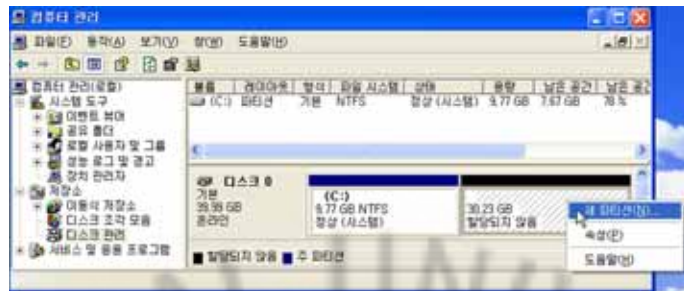 컴퓨터 관리
파일(F) 동작(A) 보기(V) 창(W) 도움말(H)
컴퓨터 관리(로컬)
시스템 도구
이벤트 뷰어
공유 폴더
로컬 사용자 및 그룹
성능 로그 및 경고
장치 관리자
저장소
이동식 저장소
디스크 조각 모음
디스크 관리
서비스 및 응용 프로그램
볼륨 레이아웃 형식 파일 시스템 상태 용량 남은 공간 남은 공간
(C:) 파티션 기본 NTFS 정상 (시스템) 9.77 GB 7.67 GB 78 %
디스크 0
기본
39.99 GB
온라인
(C:)
9.77 GB NTFS
정상 (시스템)
30.23 GB
할당되지 않음
할당되지 않음 주 파티션
새 파티션(N)...
속성(P)
도움말(H)